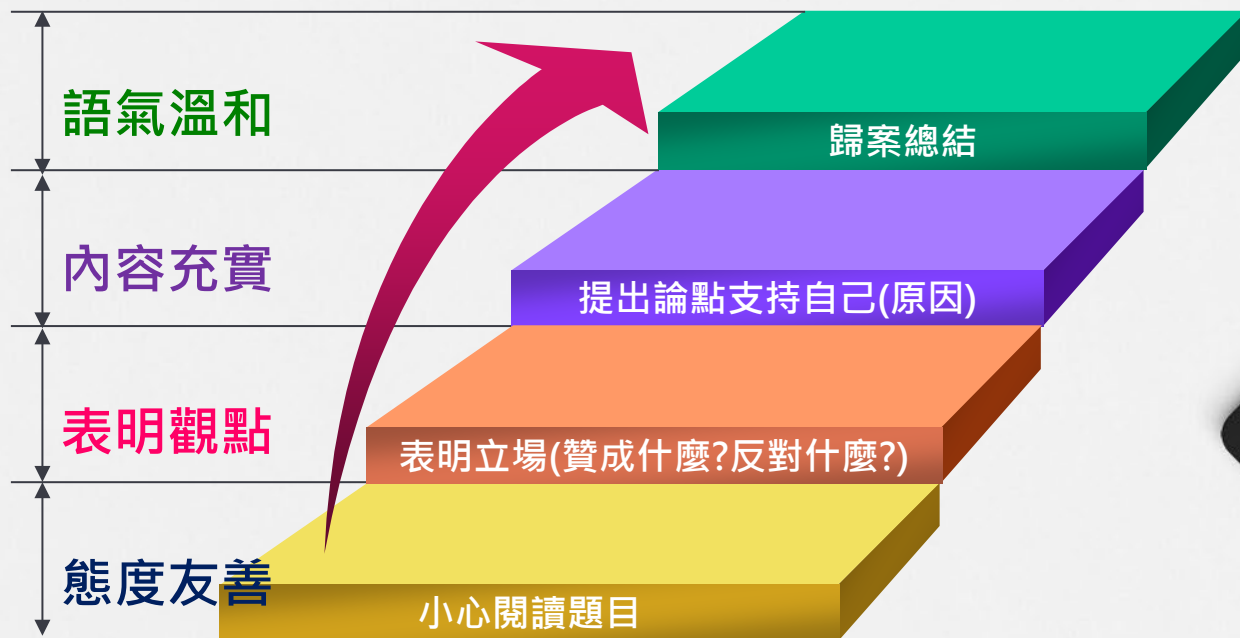 語氣溫和
歸案總結
內容充實
提出論點支持自己(原因)
表明觀點
表明立場(贊成什麼?反對什麼?)
態度友善
小心閱讀題目